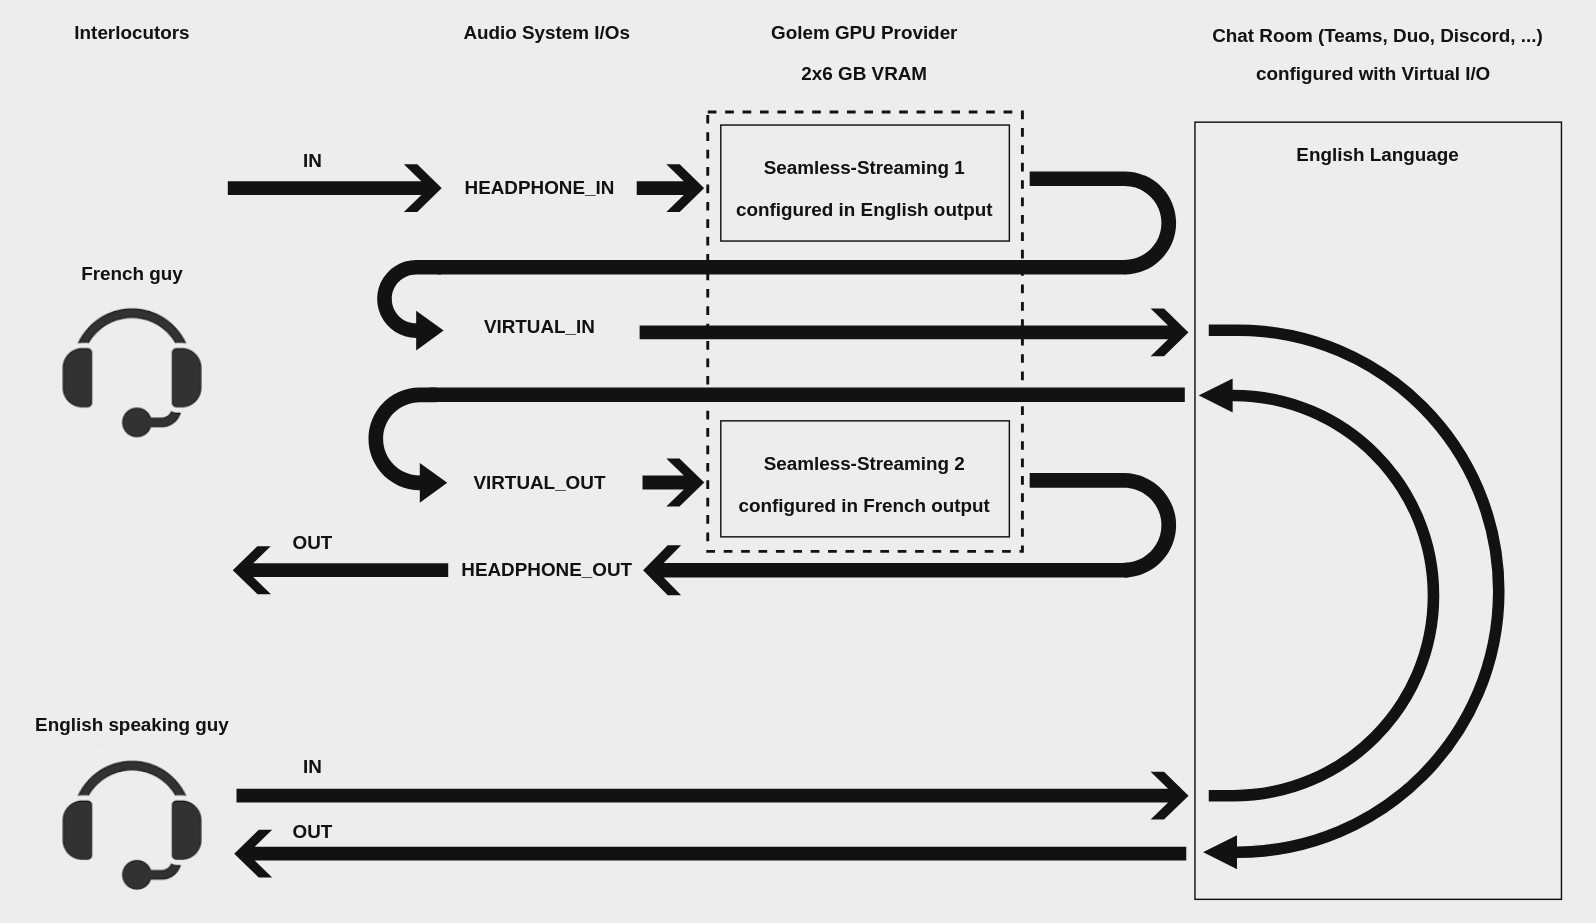 Interlocutors
Audio System I/Os
Golem GPU Provider
2x6 GB VRAM
Chat Room (Teams, Duo, Discord, ...)
configured with Virtual I/O
English Language
IN
HEADPHONE_IN
Seamless-Streaming 1
configured in English output
French guy
VIRTUAL_IN
VIRTUAL_OUT
Seamless-Streaming 2
configured in French output
OUT
HEADPHONE_OUT
English speaking guy
IN
OUT